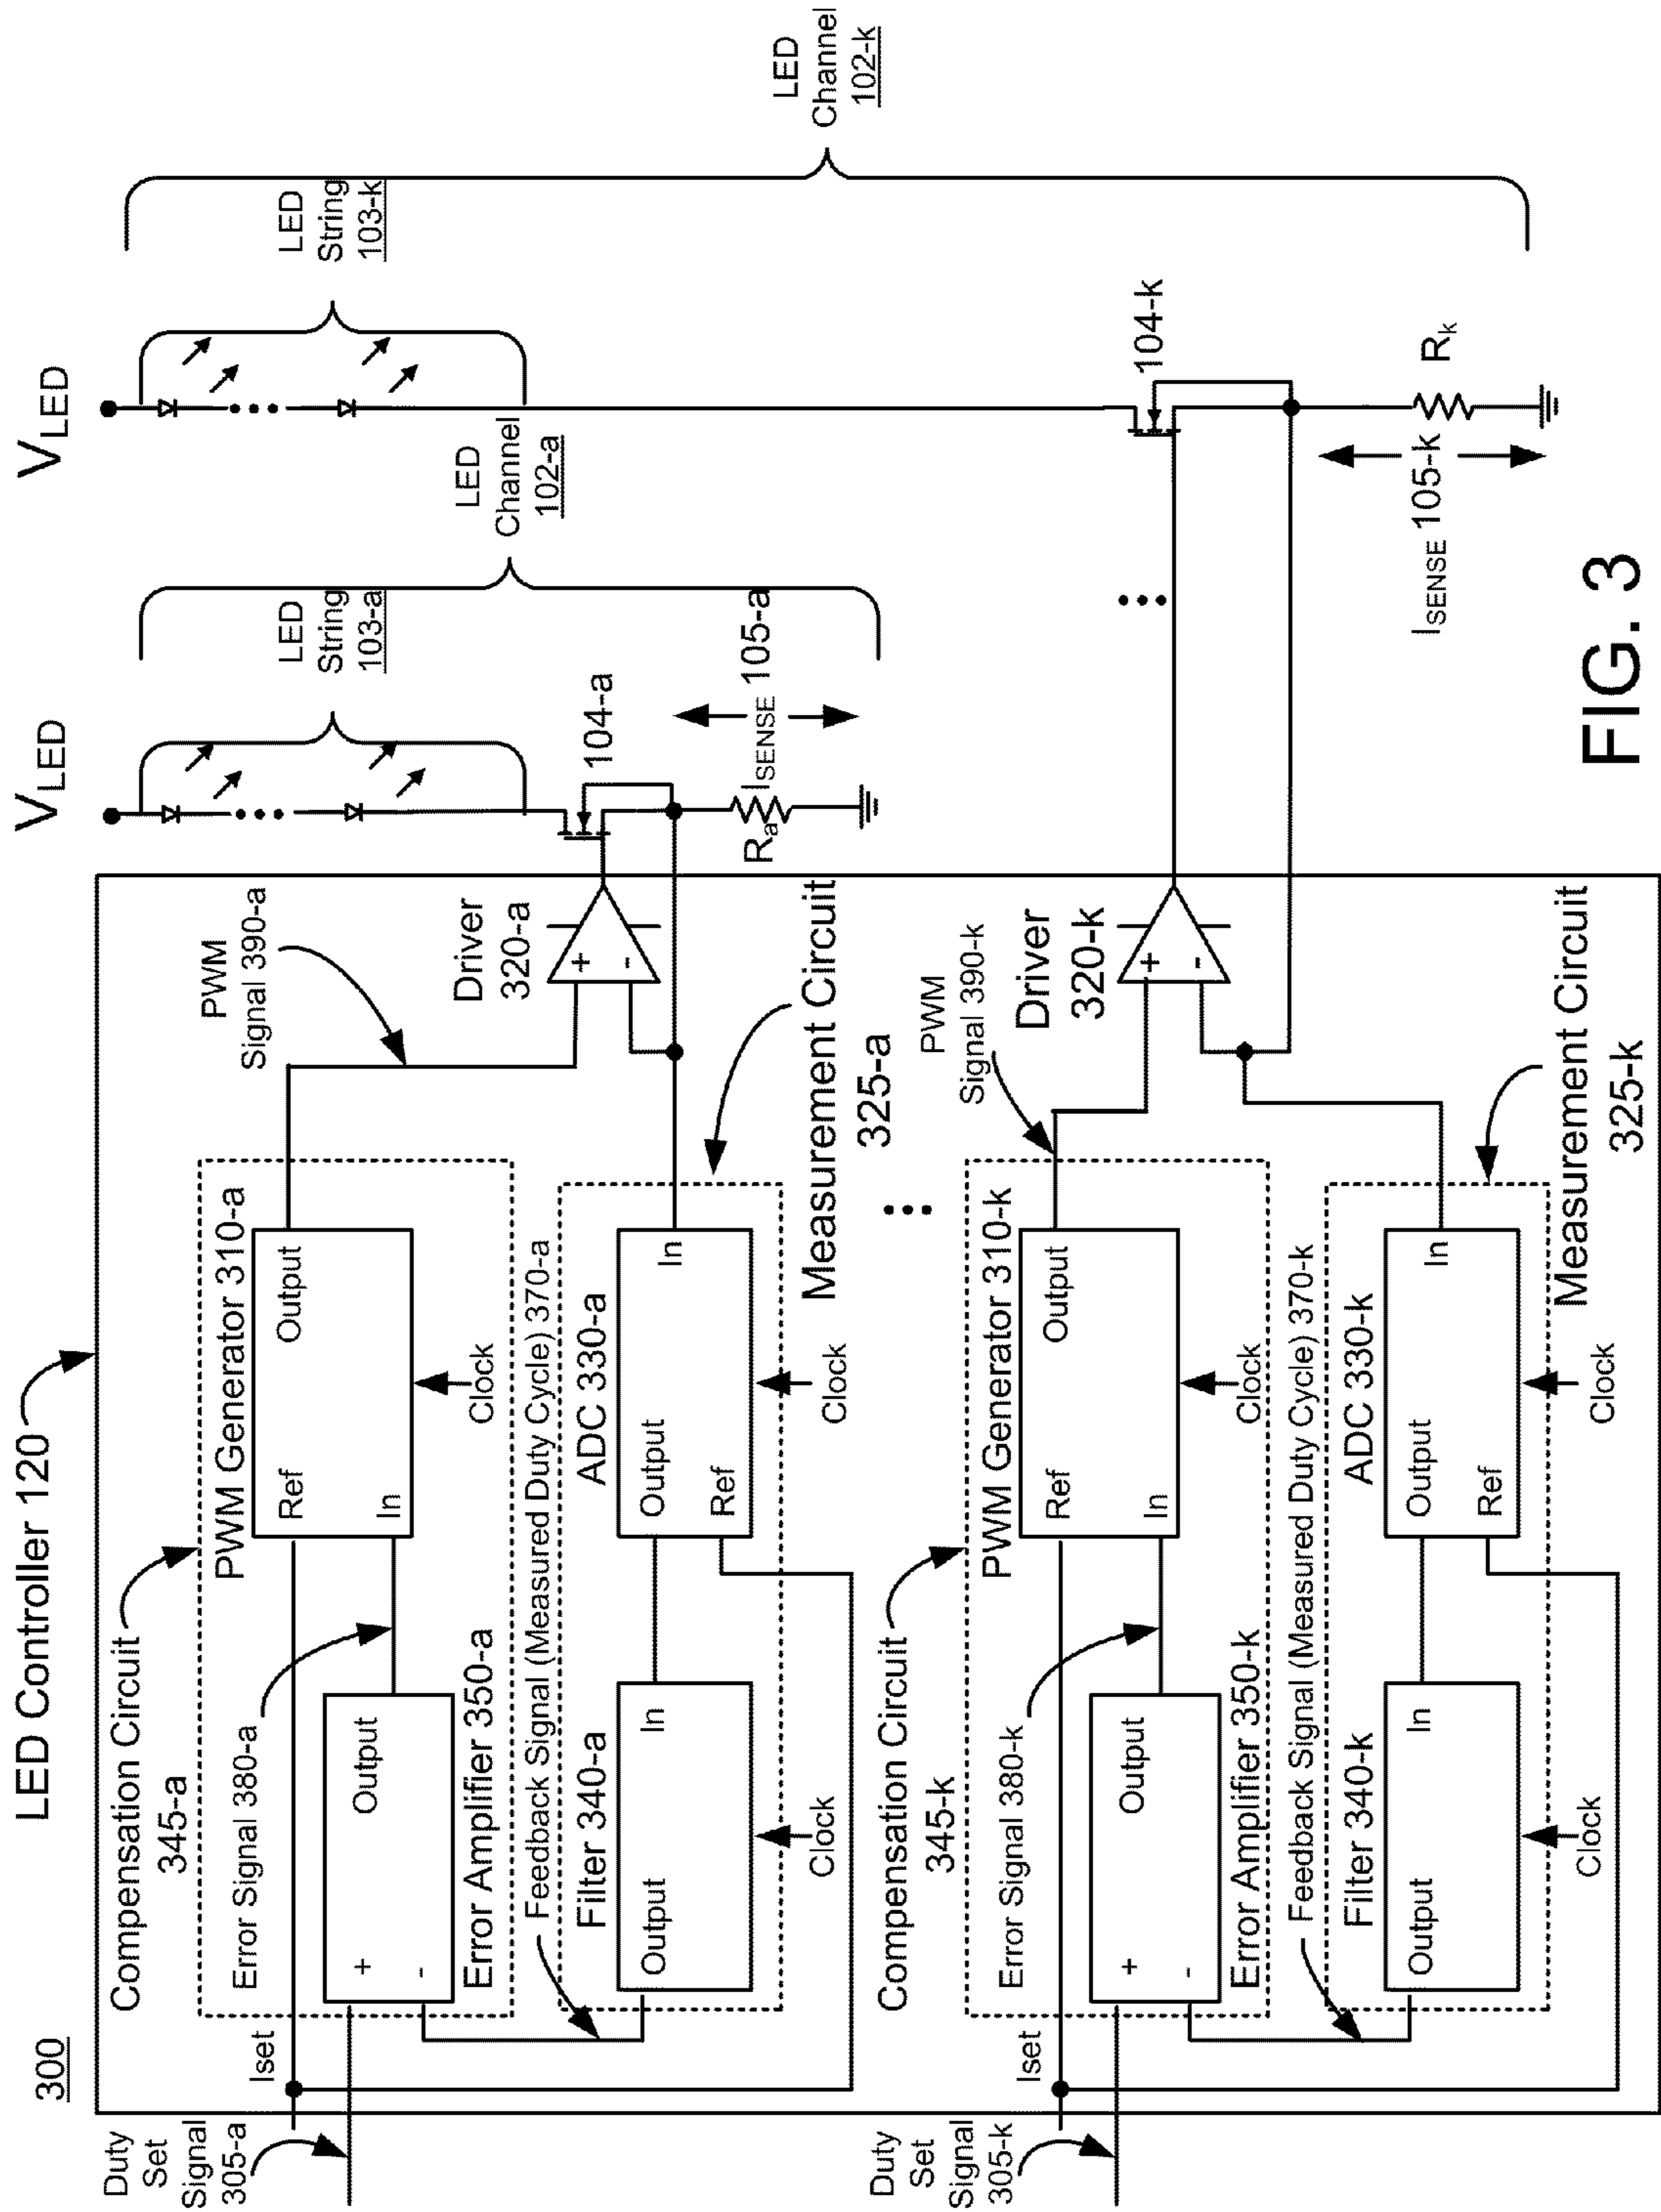 300
LED Controller 120
Duty
Set
Signal
305-a
Iset
Compensation Circuit
345-a
Error Signal 380-a
+
-
Output
Error Amplifier 350-a
PWM Generator 310-a
Ref
In
Output
Clock
Feedback Signal (Measured Duty Cycle) 370-a
Filter 340-a
Output
In
Clock
ADC 330-a
Output
Ref
In
Clock
Measurement Circuit
325-a
PWM
Signal 390-a
Driver
320-a
+
-
VLED
LED
String
103-a
LED
Channel
102-a
104-a
Ra
ISENSE 105-a
Duty
Set
Signal
305-k
Iset
Compensation Circuit
345-k
Error Signal 380-k
+
-
Output
Error Amplifier 350-k
PWM Generator 310-k
Ref
In
Output
Clock
Feedback Signal (Measured Duty Cycle) 370-k
Filter 340-k
Output
In
Clock
ADC 330-k
Output
Ref
In
Clock
Measurement Circuit
325-k
PWM
Signal 390-k
Driver
320-k
+
-
VLED
LED
String
103-k
LED
Channel
102-k
104-k
Rk
ISENSE 105-k
FIG. 3